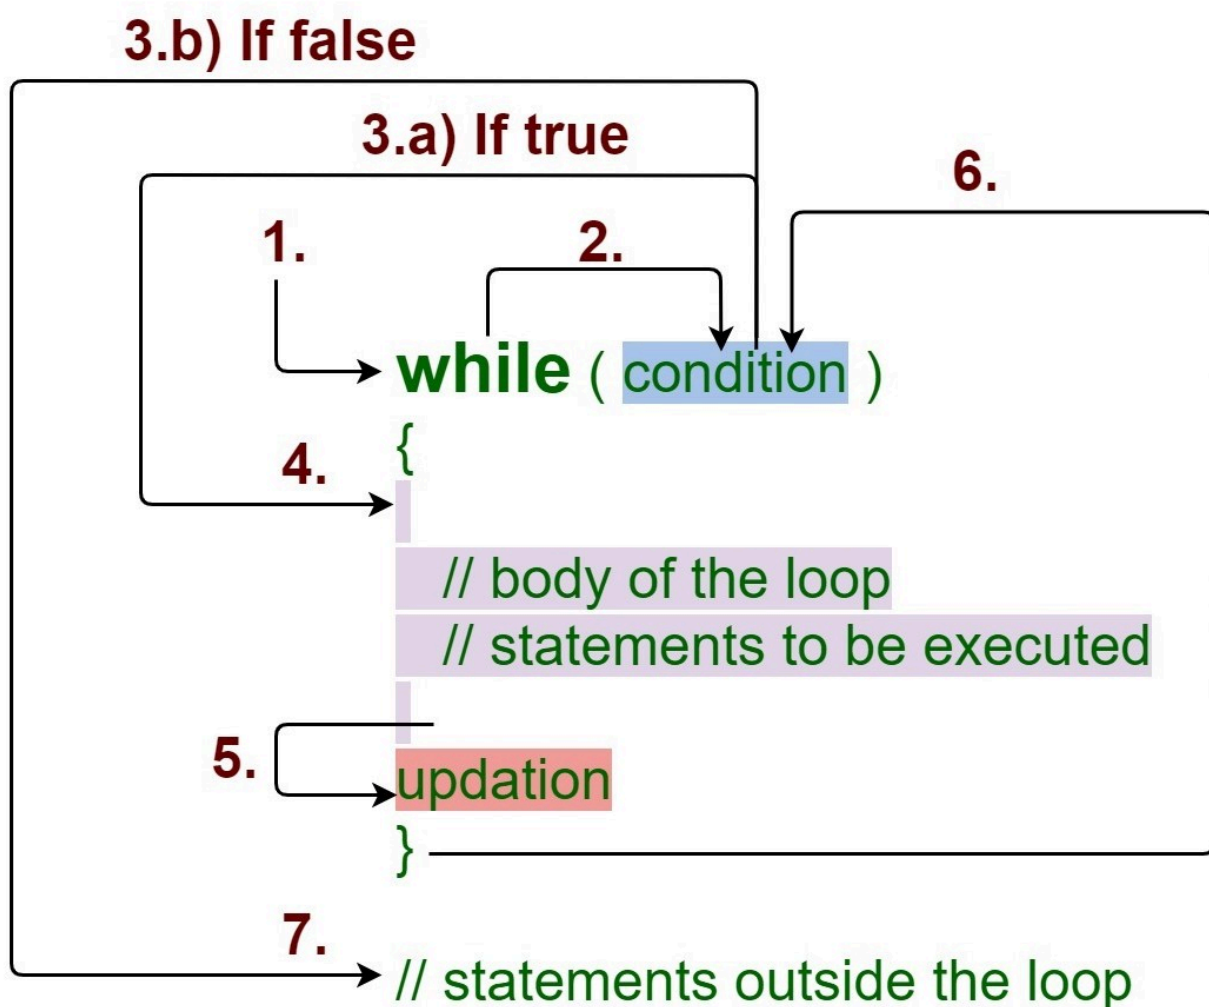 3.b) If false
3.a) If true
6.
1.
2.
while ( condition )
{
4.
// body of the loop
// statements to be executed
5.
updation
}
7.
// statements outside the loop